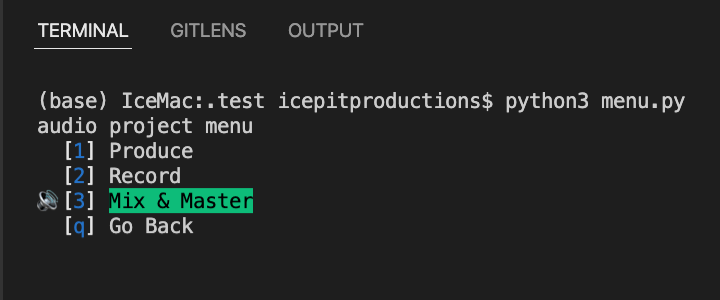 TERMINAL GITLENS OUTPUT
(base) IceMac:.test icepitproductions$ python3 menu.py
audio project menu
[1] Produce
[2] Record
🔊[3] Mix & Master
[q] Go Back